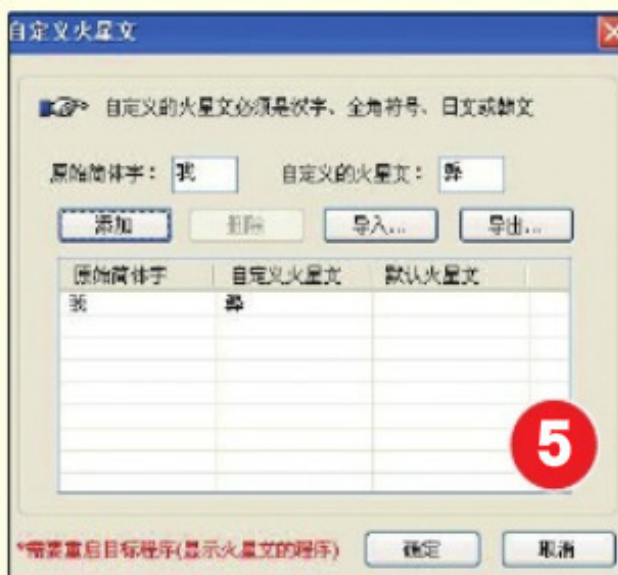 自定义火星文
自定义的火星文必须是汉字、全角符号、日文或韩文
原始简体字： 我 自定义的火星文：
添加 删除 导入... 导出...
原始简体字 自定义火星文 默认火星文
我
5
*需要重启目标程序(显示火星文的程序) 确定 取消